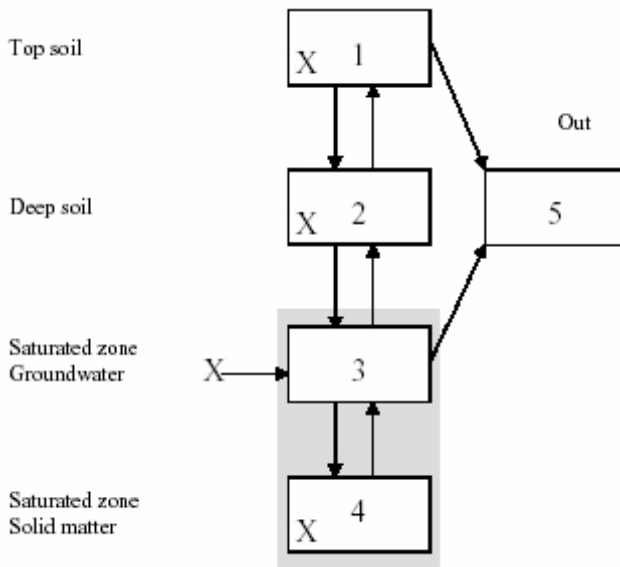 Top soil
X 1
Out
Deep soil
X 2
5
Saturated zone
Groundwater
X
3
Saturated zone
Solid matter
X 4